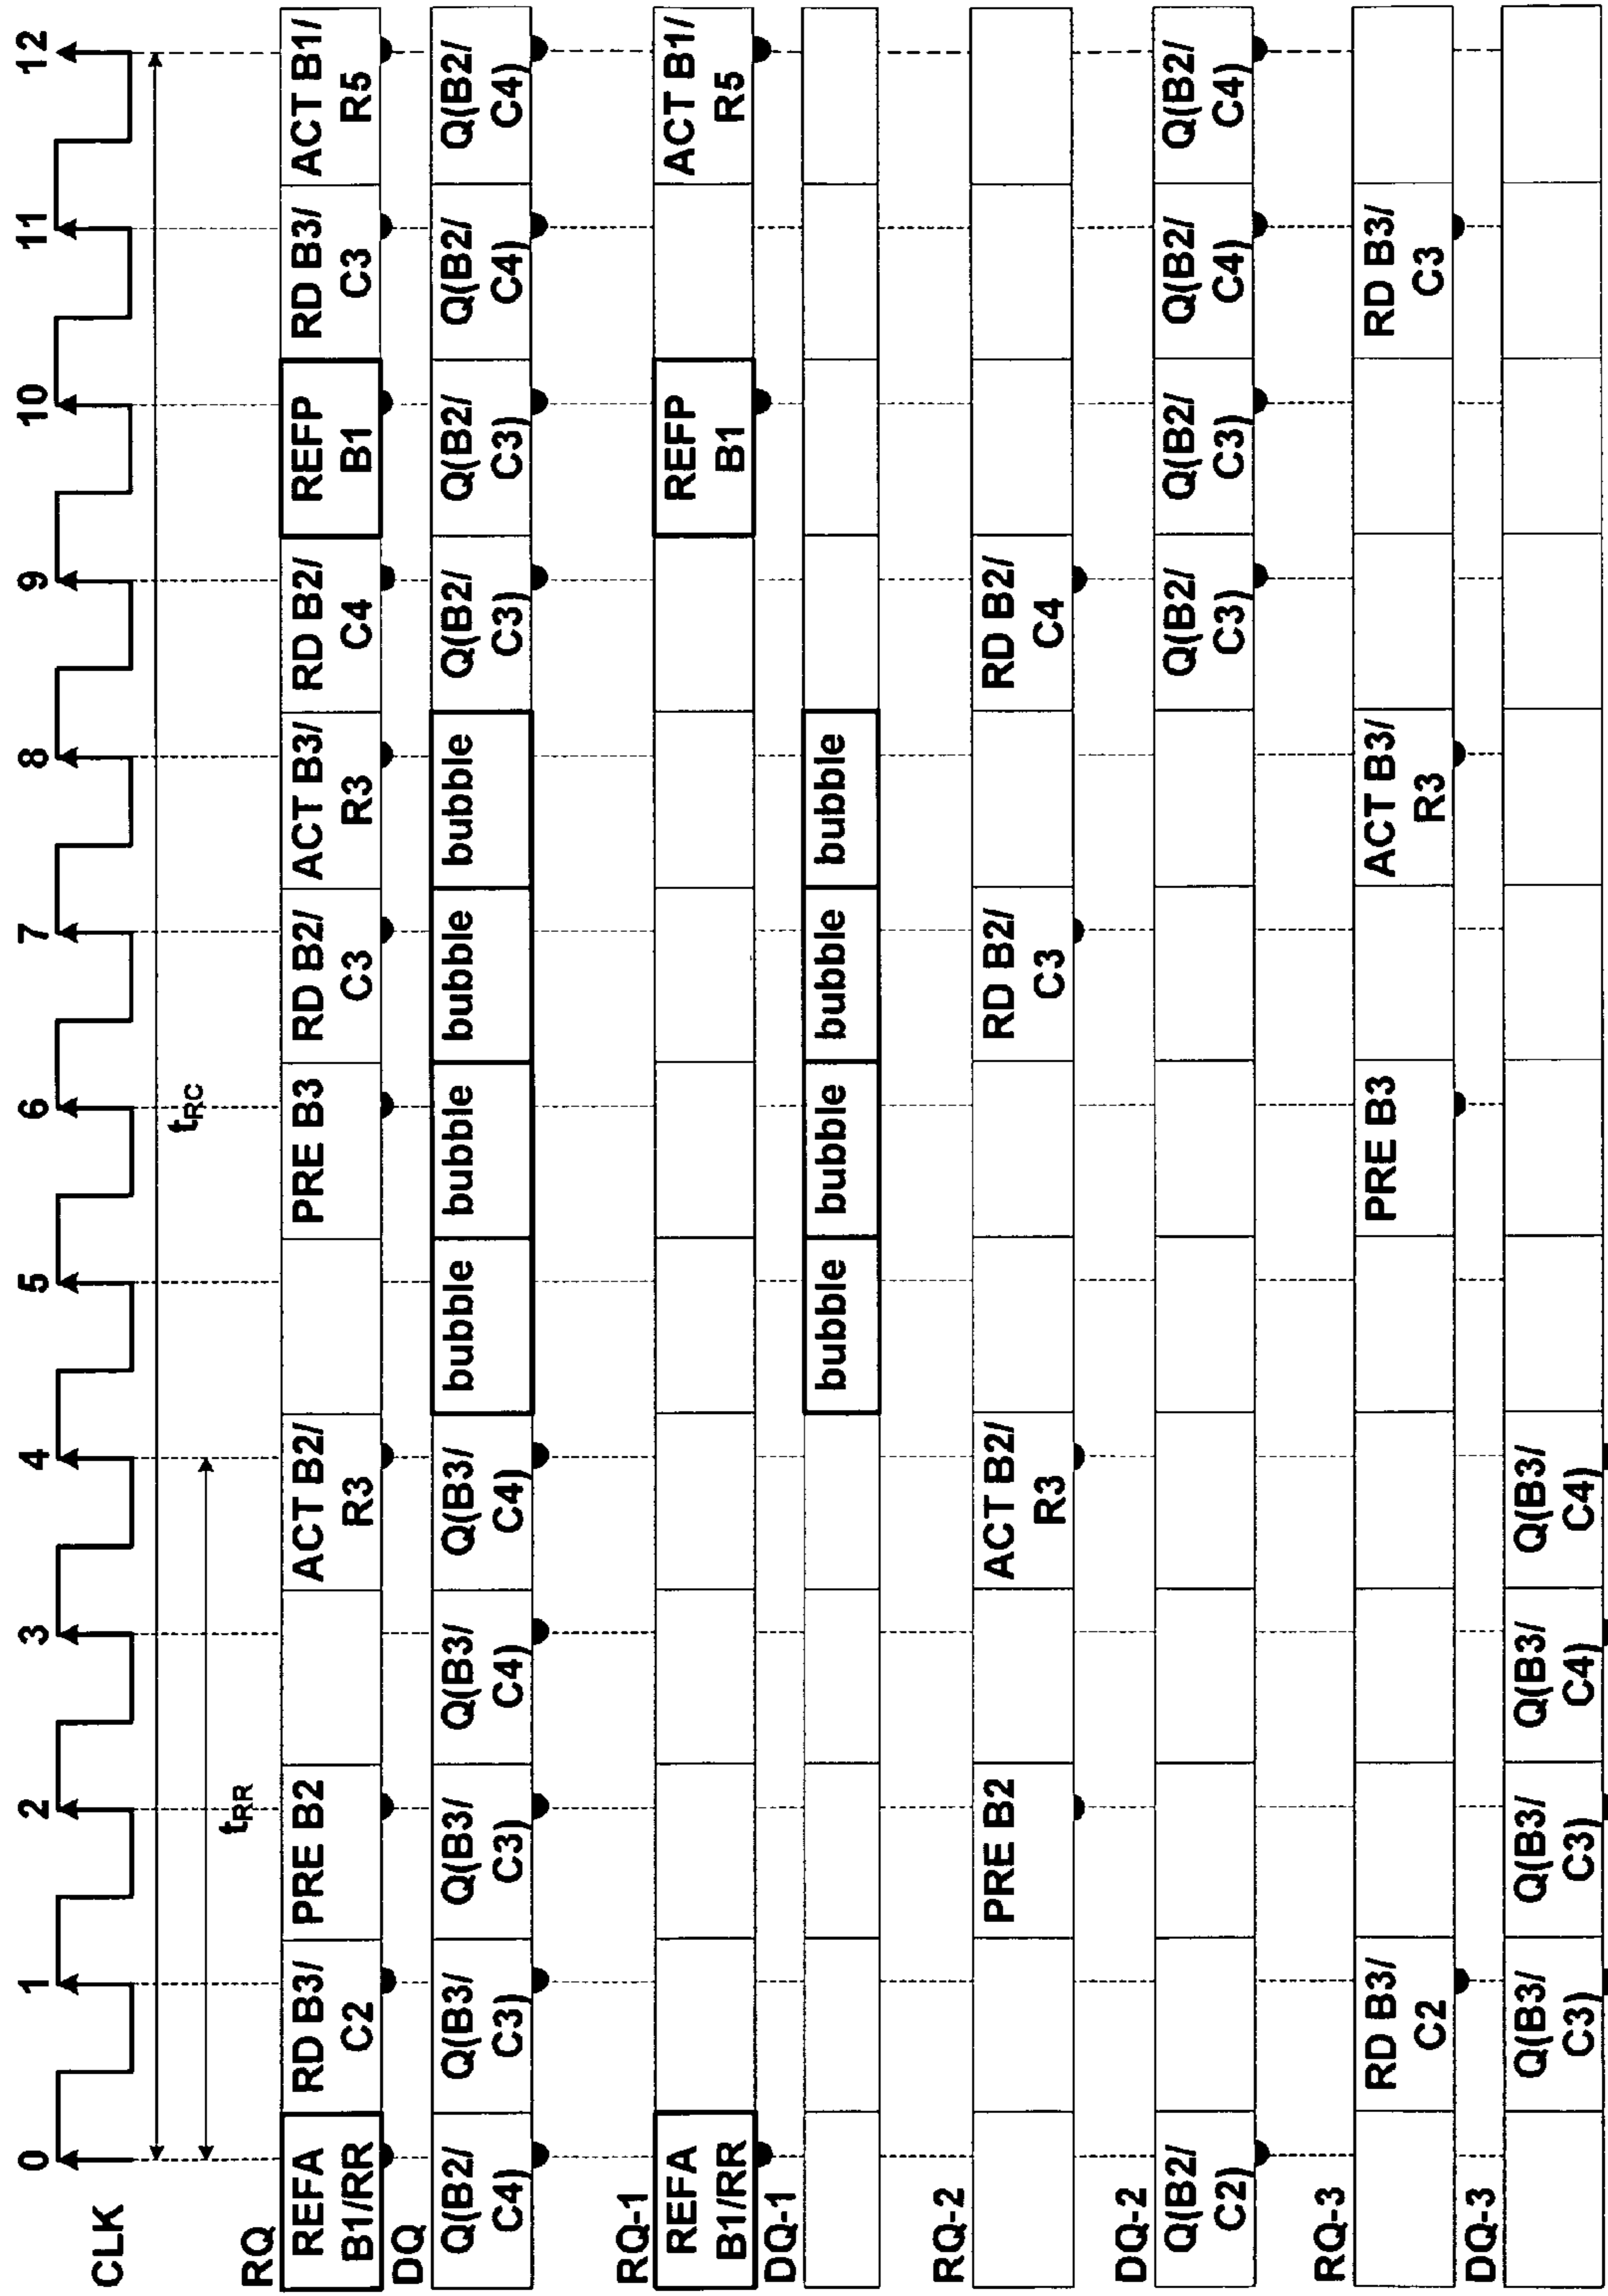 0 1 2 3 4 5 6 7 8 9 10 11 12
CLK
tRC
tRR
RQ
REFA RD B3/ PRE B2 ACT B2/ PRE B3 RD B2/ ACT B3/ RD B2/ REFP RD B3/ ACT B1/
B1/RR C2 R3 C3 R3 C4 B1 C3 R5
DQ
Q(B2/ Q(B3/ Q(B3/ Q(B3/ Q(B3/ bubble bubble bubble bubble Q(B2/ Q(B2/ Q(B2/ Q(B2/
C4) C3) C3) C4) C4) C3) C3) C4) C4)
RQ-1
REFA REFP ACT B1/
B1/RR B1 R5
DQ-1
bubble bubble bubble bubble
RQ-2
PRE B2 ACT B2/ RD B2/ RD B2/
R3 C3 C4
DQ-2
Q(B2/ Q(B2/ Q(B2/ Q(B2/ Q(B2/
C2) C3) C3) C4) C4)
RQ-3
RD B3/ PRE B3 ACT B3/ RD B3/
C2 R3 C3
DQ-3
Q(B3/ Q(B3/ Q(B3/ Q(B3/
C3) C3) C4) C4)